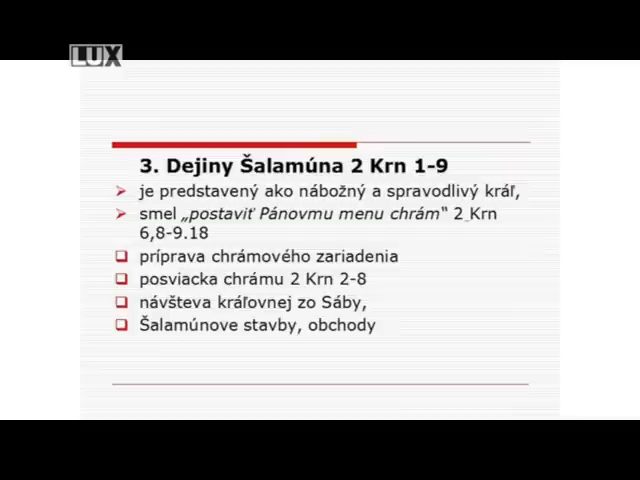 LUX
3. Dejiny Šalamúna 2 Krn 1-9
je predstavený ako nábožný a spravodlivý kráľ,
smel „postaviť Pánovmu menu chrám“ 2 Krn
6,8-9.18
príprava chrámového zariadenia
posviacka chrámu 2 Krn 2-8
návšteva kráľovnej zo Sáby,
Šalamúnove stavby, obchody